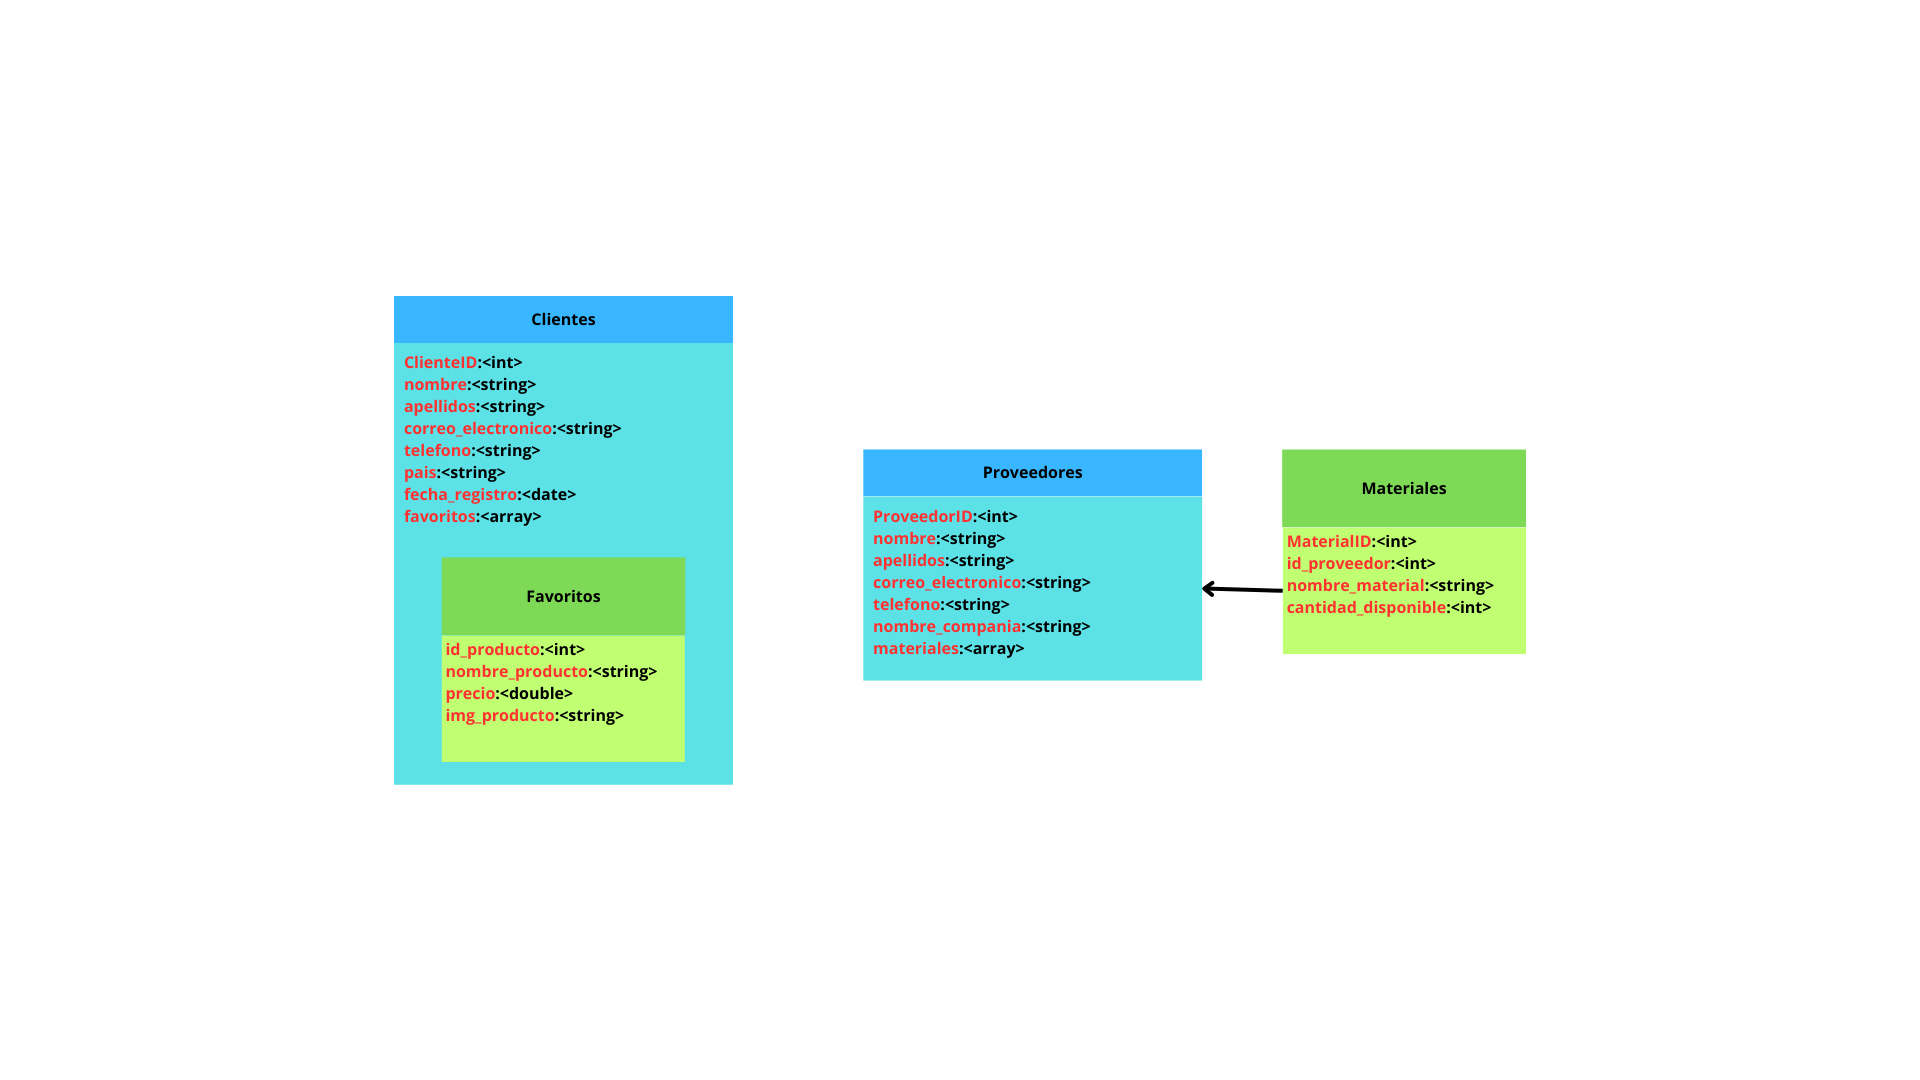 Clientes
ClienteID:<int>
nombre:<string>
apellidos:<string>
correo_electronico:<string>
telefono:<string>
pais:<string>
fecha_registro:<date>
favoritos:<array>
Favoritos
id_producto:<int>
nombre_producto:<string>
precio:<double>
img_producto:<string>
Proveedores
ProveedorID:<int>
nombre:<string>
apellidos:<string>
correo_electronico:<string>
telefono:<string>
nombre_compania:<string>
materiales:<array>
Materiales
MaterialID:<int>
id_proveedor:<int>
nombre_material:<string>
cantidad_disponible:<int>